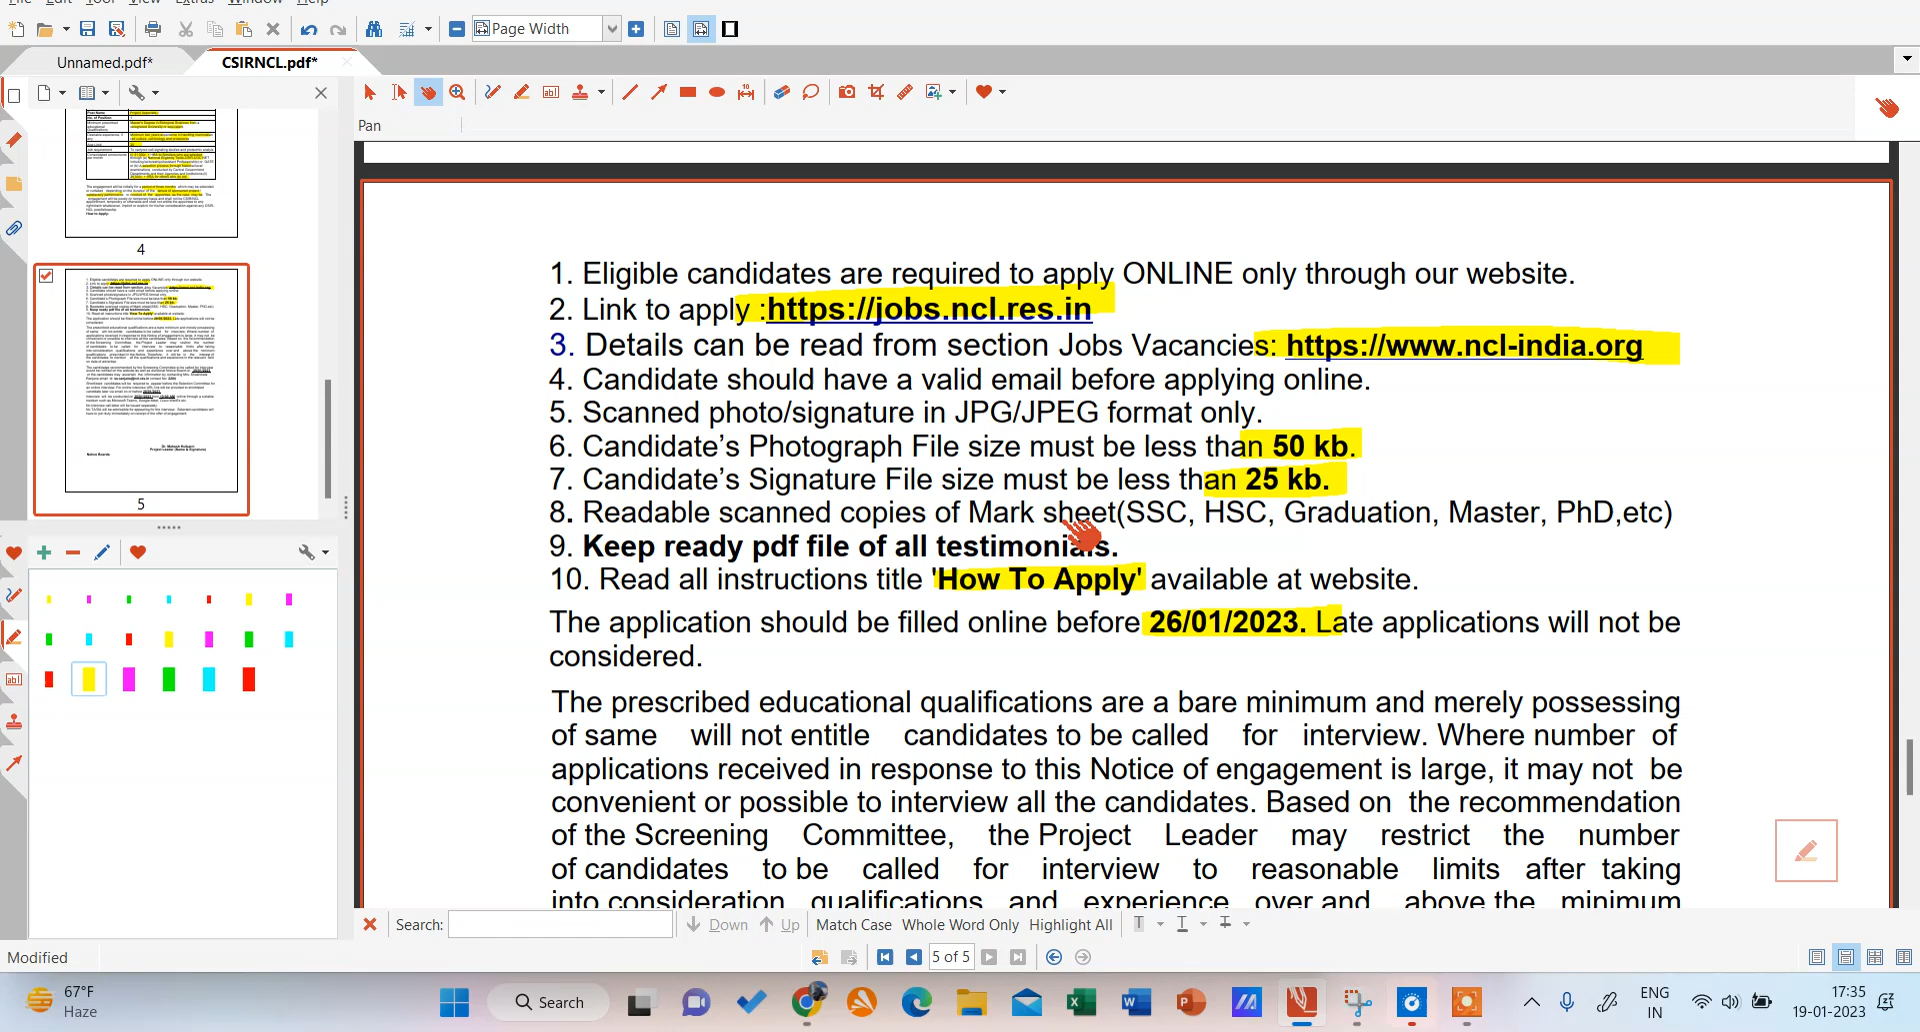 File Edit Tool View Extras Window Help
Page Width
Unnamed.pdf*
CSIRNCL.pdf*
Pan
4
5
1. Eligible candidates are required to apply ONLINE only through our website.
2. Link to apply :https://jobs.ncl.res.in
3. Details can be read from section Jobs Vacancies: https://www.ncl-india.org
4. Candidate should have a valid email before applying online.
5. Scanned photo/signature in JPG/JPEG format only.
6. Candidate's Photograph File size must be less than 50 kb.
7. Candidate's Signature File size must be less than 25 kb.
8. Readable scanned copies of Mark sheet(SSC, HSC, Graduation, Master, PhD,etc)
9. Keep ready pdf file of all testimonials.
10. Read all instructions title 'How To Apply' available at website.
The application should be filled online before 26/01/2023. Late applications will not be
considered.
The prescribed educational qualifications are a bare minimum and merely possessing
of same will not entitle candidates to be called for interview. Where number of
applications received in response to this Notice of engagement is large, it may not be
convenient or possible to interview all the candidates. Based on the recommendation
of the Screening Committee, the Project Leader may restrict the number
of candidates to be called for interview to reasonable limits after taking
into consideration qualifications and experience over and above the minimum
Search: Down Up Match Case Whole Word Only Highlight All
5 of 5
Modified
67°F
Haze
Search
ENG
IN
17:35
19-01-2023